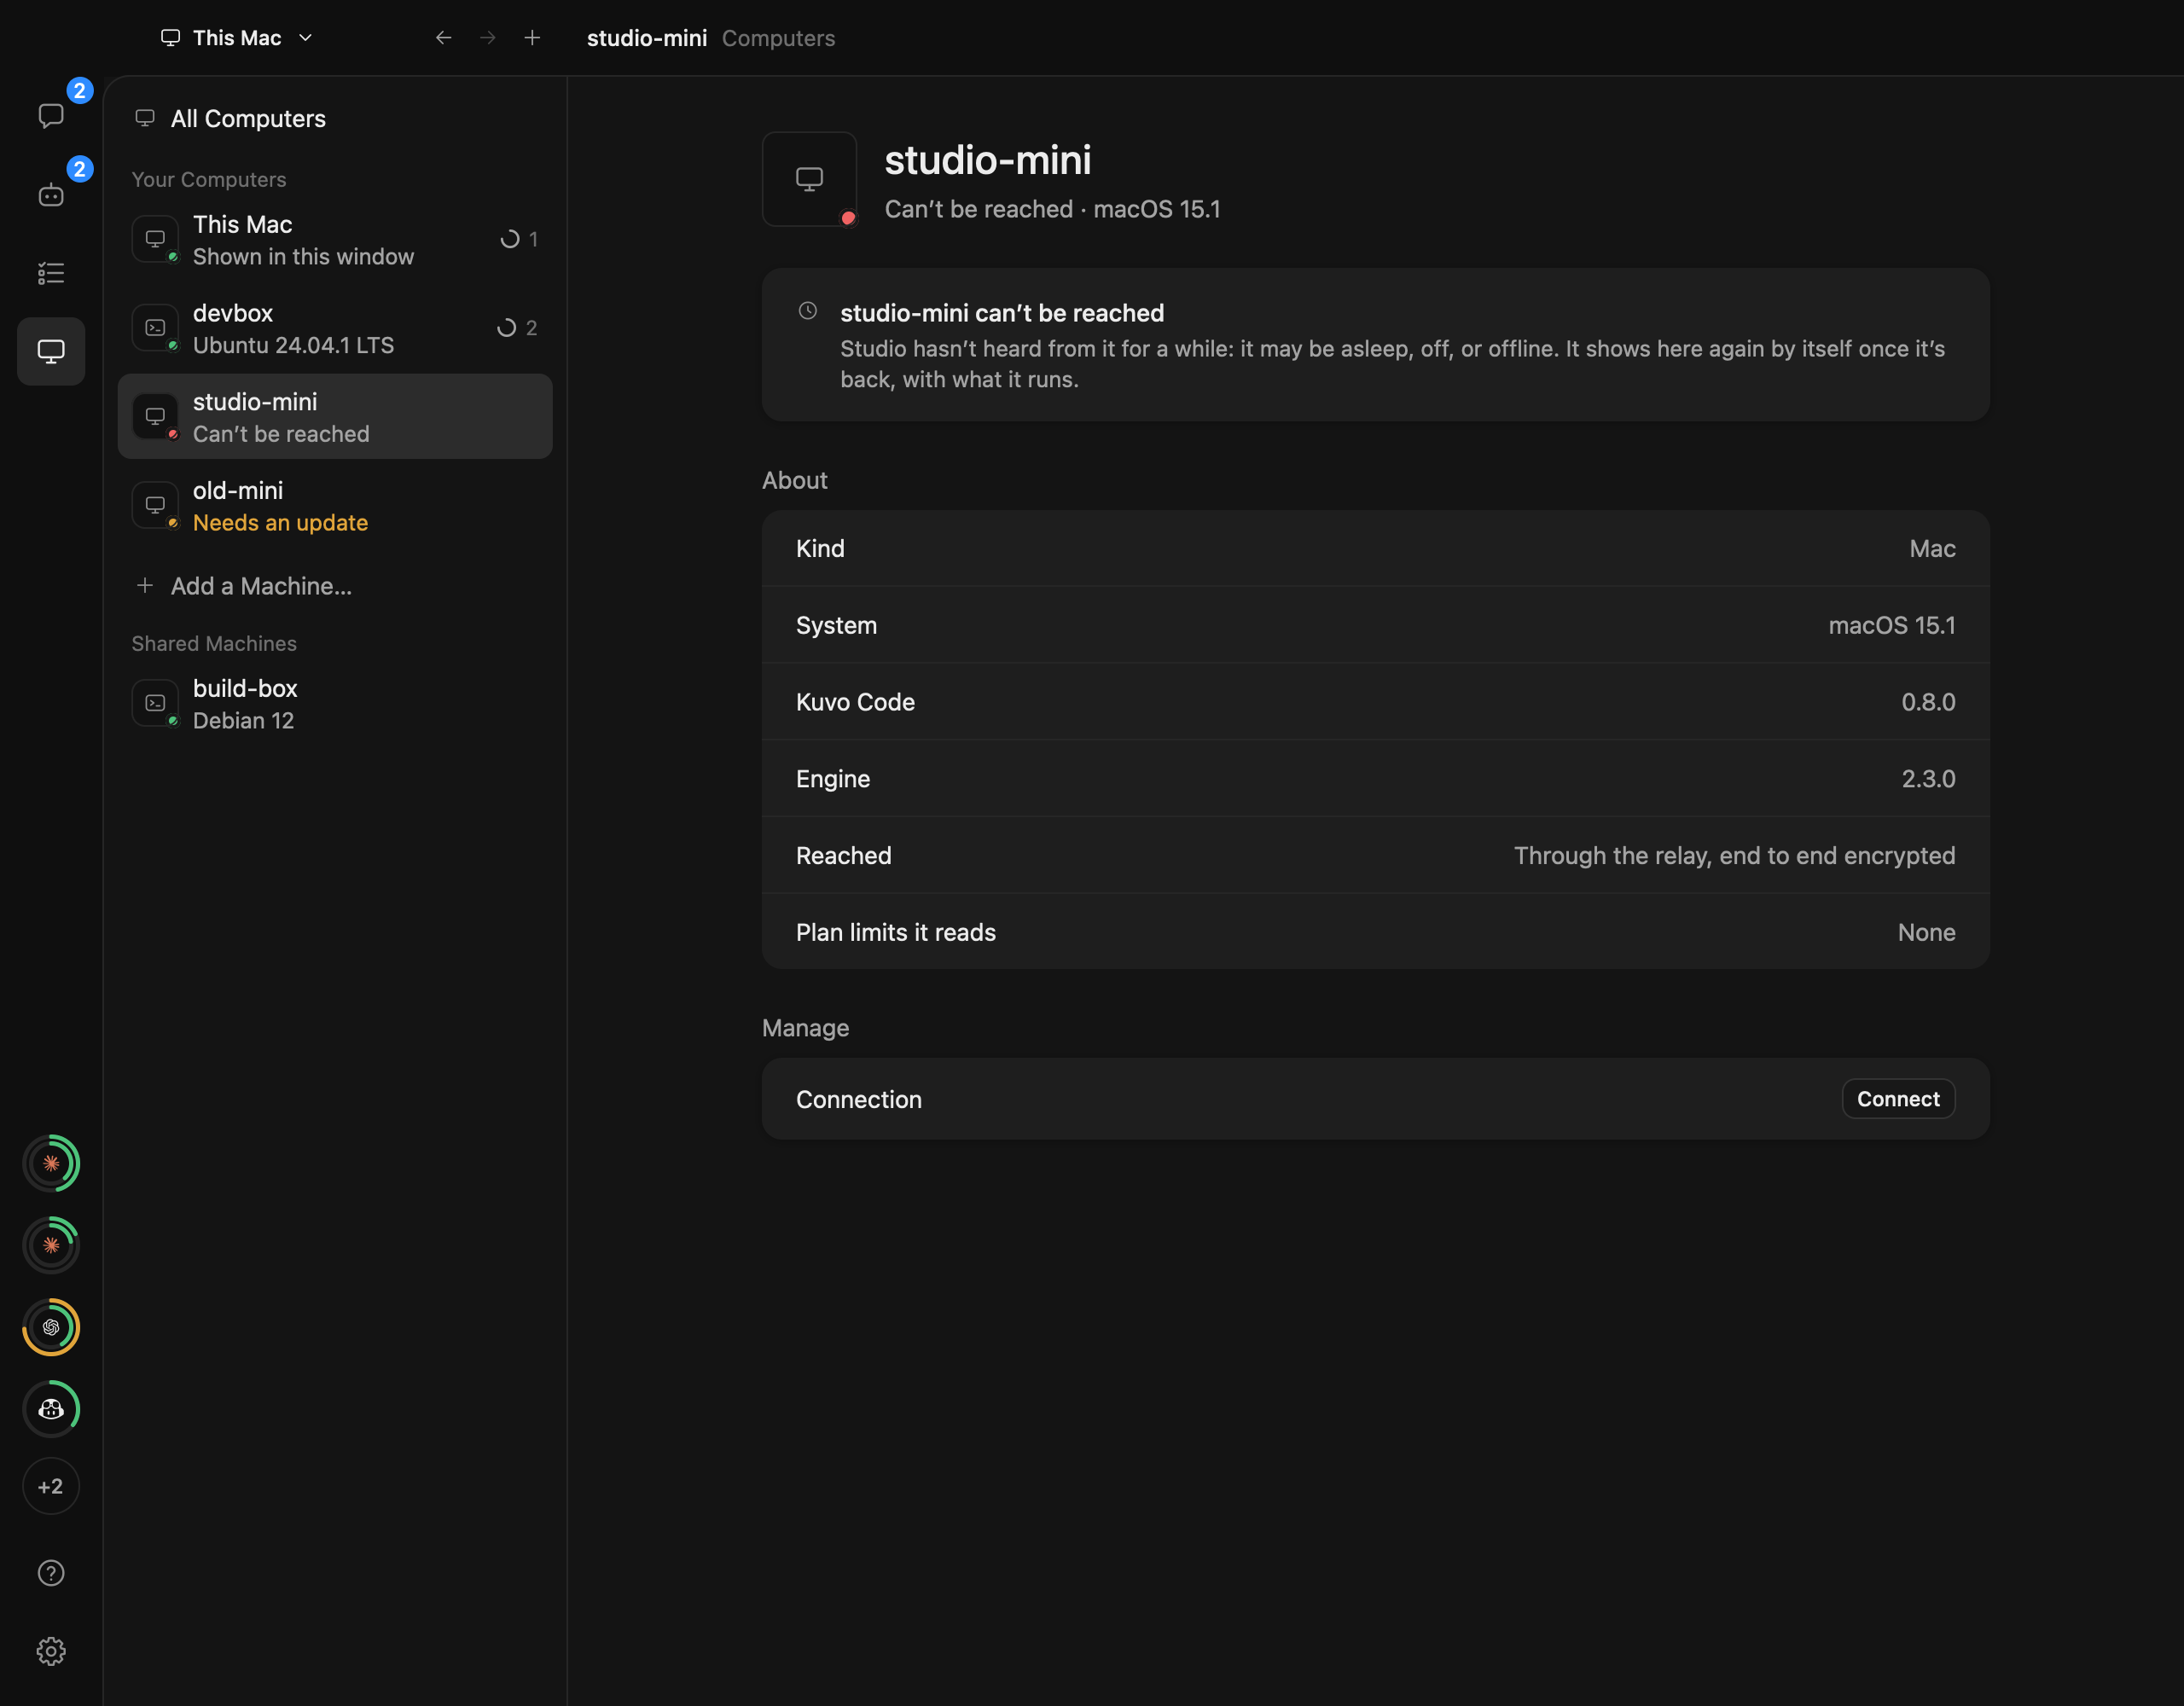 This Mac
studio-mini Computers
2
2
All Computers
Your Computers
This Mac
Shown in this window
1
devbox
Ubuntu 24.04.1 LTS
2
studio-mini
Can’t be reached
old-mini
Needs an update
Add a Machine...
Shared Machines
build-box
Debian 12
+2
studio-mini
Can’t be reached · macOS 15.1
studio-mini can’t be reached
Studio hasn’t heard from it for a while: it may be asleep, off, or offline. It shows here again by itself once it’s
back, with what it runs.
About
Kind Mac
System macOS 15.1
Kuvo Code 0.8.0
Engine 2.3.0
Reached Through the relay, end to end encrypted
Plan limits it reads None
Manage
Connection Connect